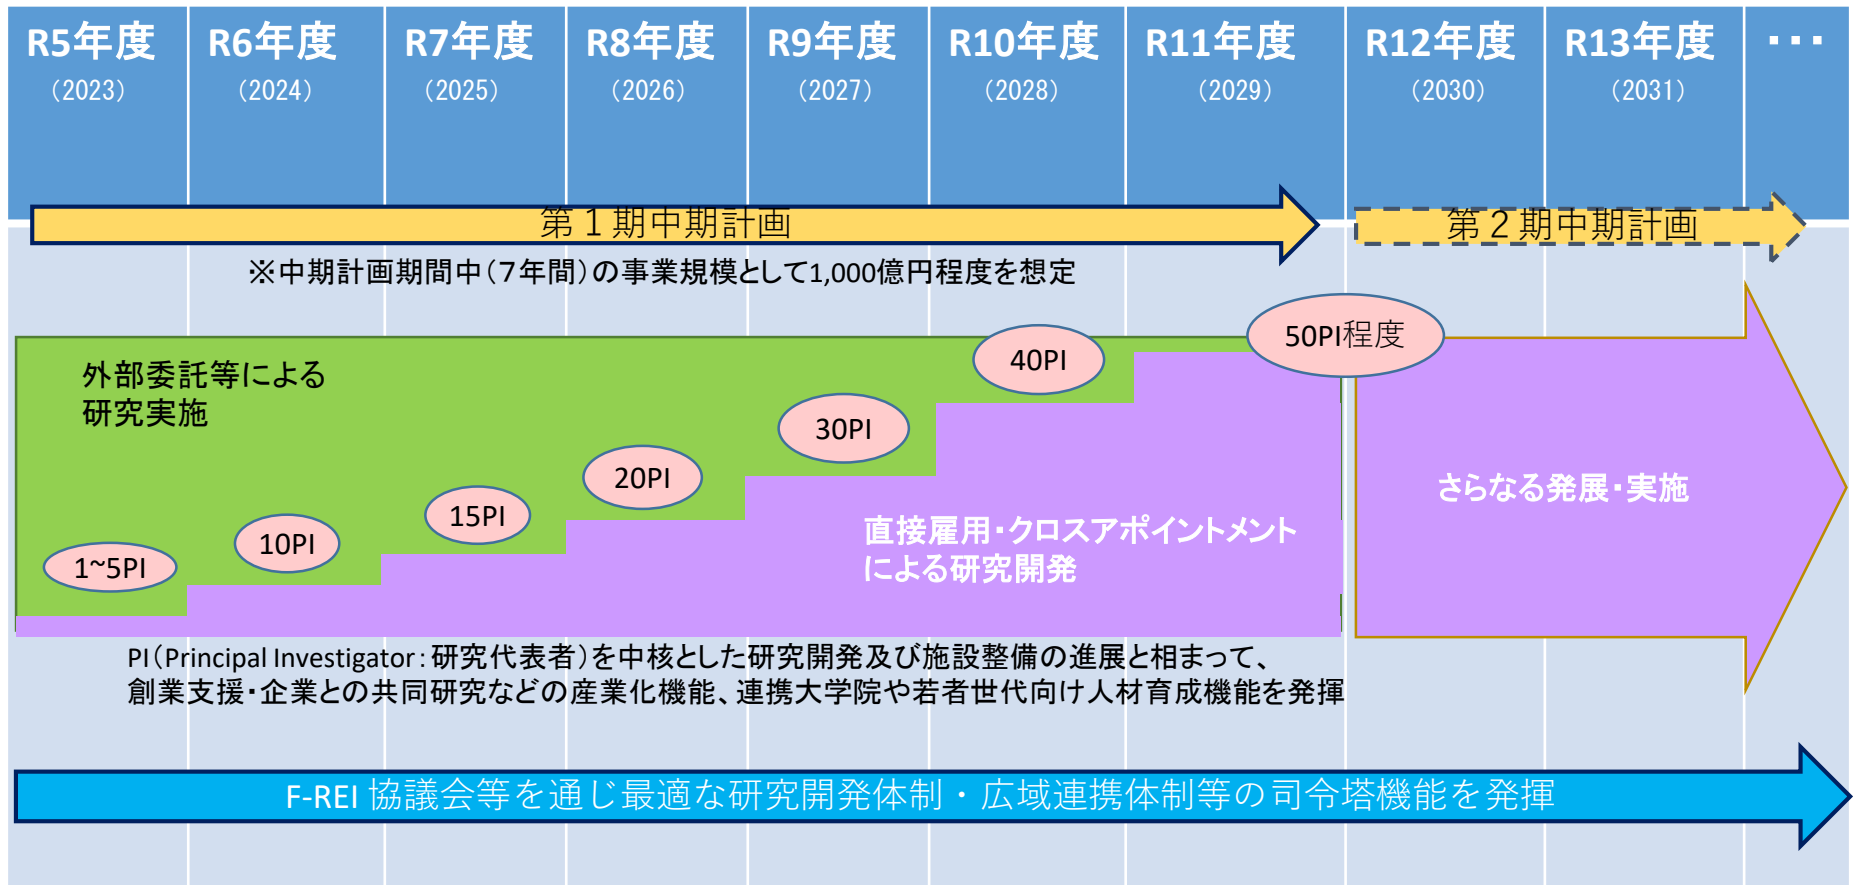 R5年度 R6年度 R7年度 R8年度 R9年度 R10年度 R11年度 R12年度 R13年度 ・・・
（2023） （2024） （2025） （2026） （2027） （2028） （2029） （2030） （2031）
第１期中期計画
第２期中期計画
※中期計画期間中（７年間）の事業規模として1,000億円程度を想定
外部委託等による
研究実施
1~5PI
10PI
15PI
20PI
30PI
40PI
50PI程度
直接雇用・クロスアポイントメント
による研究開発
さらなる発展・実施
PI（Principal Investigator：研究代表者）を中核とした研究開発及び施設整備の進展と相まって、
創業支援・企業との共同研究などの産業化機能、連携大学院や若者世代向け人材育成機能を発揮
F-REI 協議会等を通じ最適な研究開発体制・広域連携体制等の司令塔機能を発揮